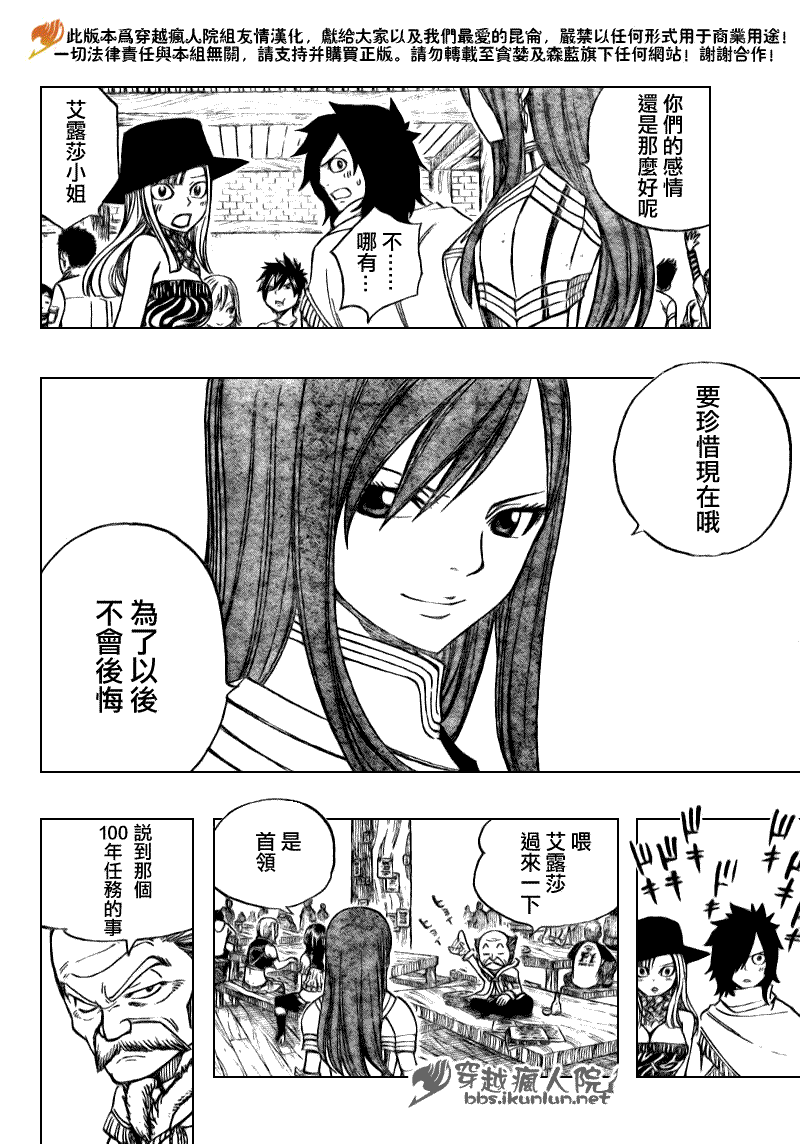 此版本爲穿越瘋人院組友情漢化，獻給大家以及我們最愛的昆侖，嚴禁以任何形式用于商業用途！
一切法律責任與本組無關，請支持并購買正版。請勿轉載至貪婪及森藍旗下任何網站！謝謝合作！
你們的感情
還是那麼好呢
不……
哪有…
艾露莎小姐
要珍惜現在哦
為了以後
不會後悔
ドキ
ドキ
ドキ
ドキ
喂
艾露莎
過來一下
是
首領
説到那個
100年任務的事
穿越瘋人院
bbs.ikunlun.net